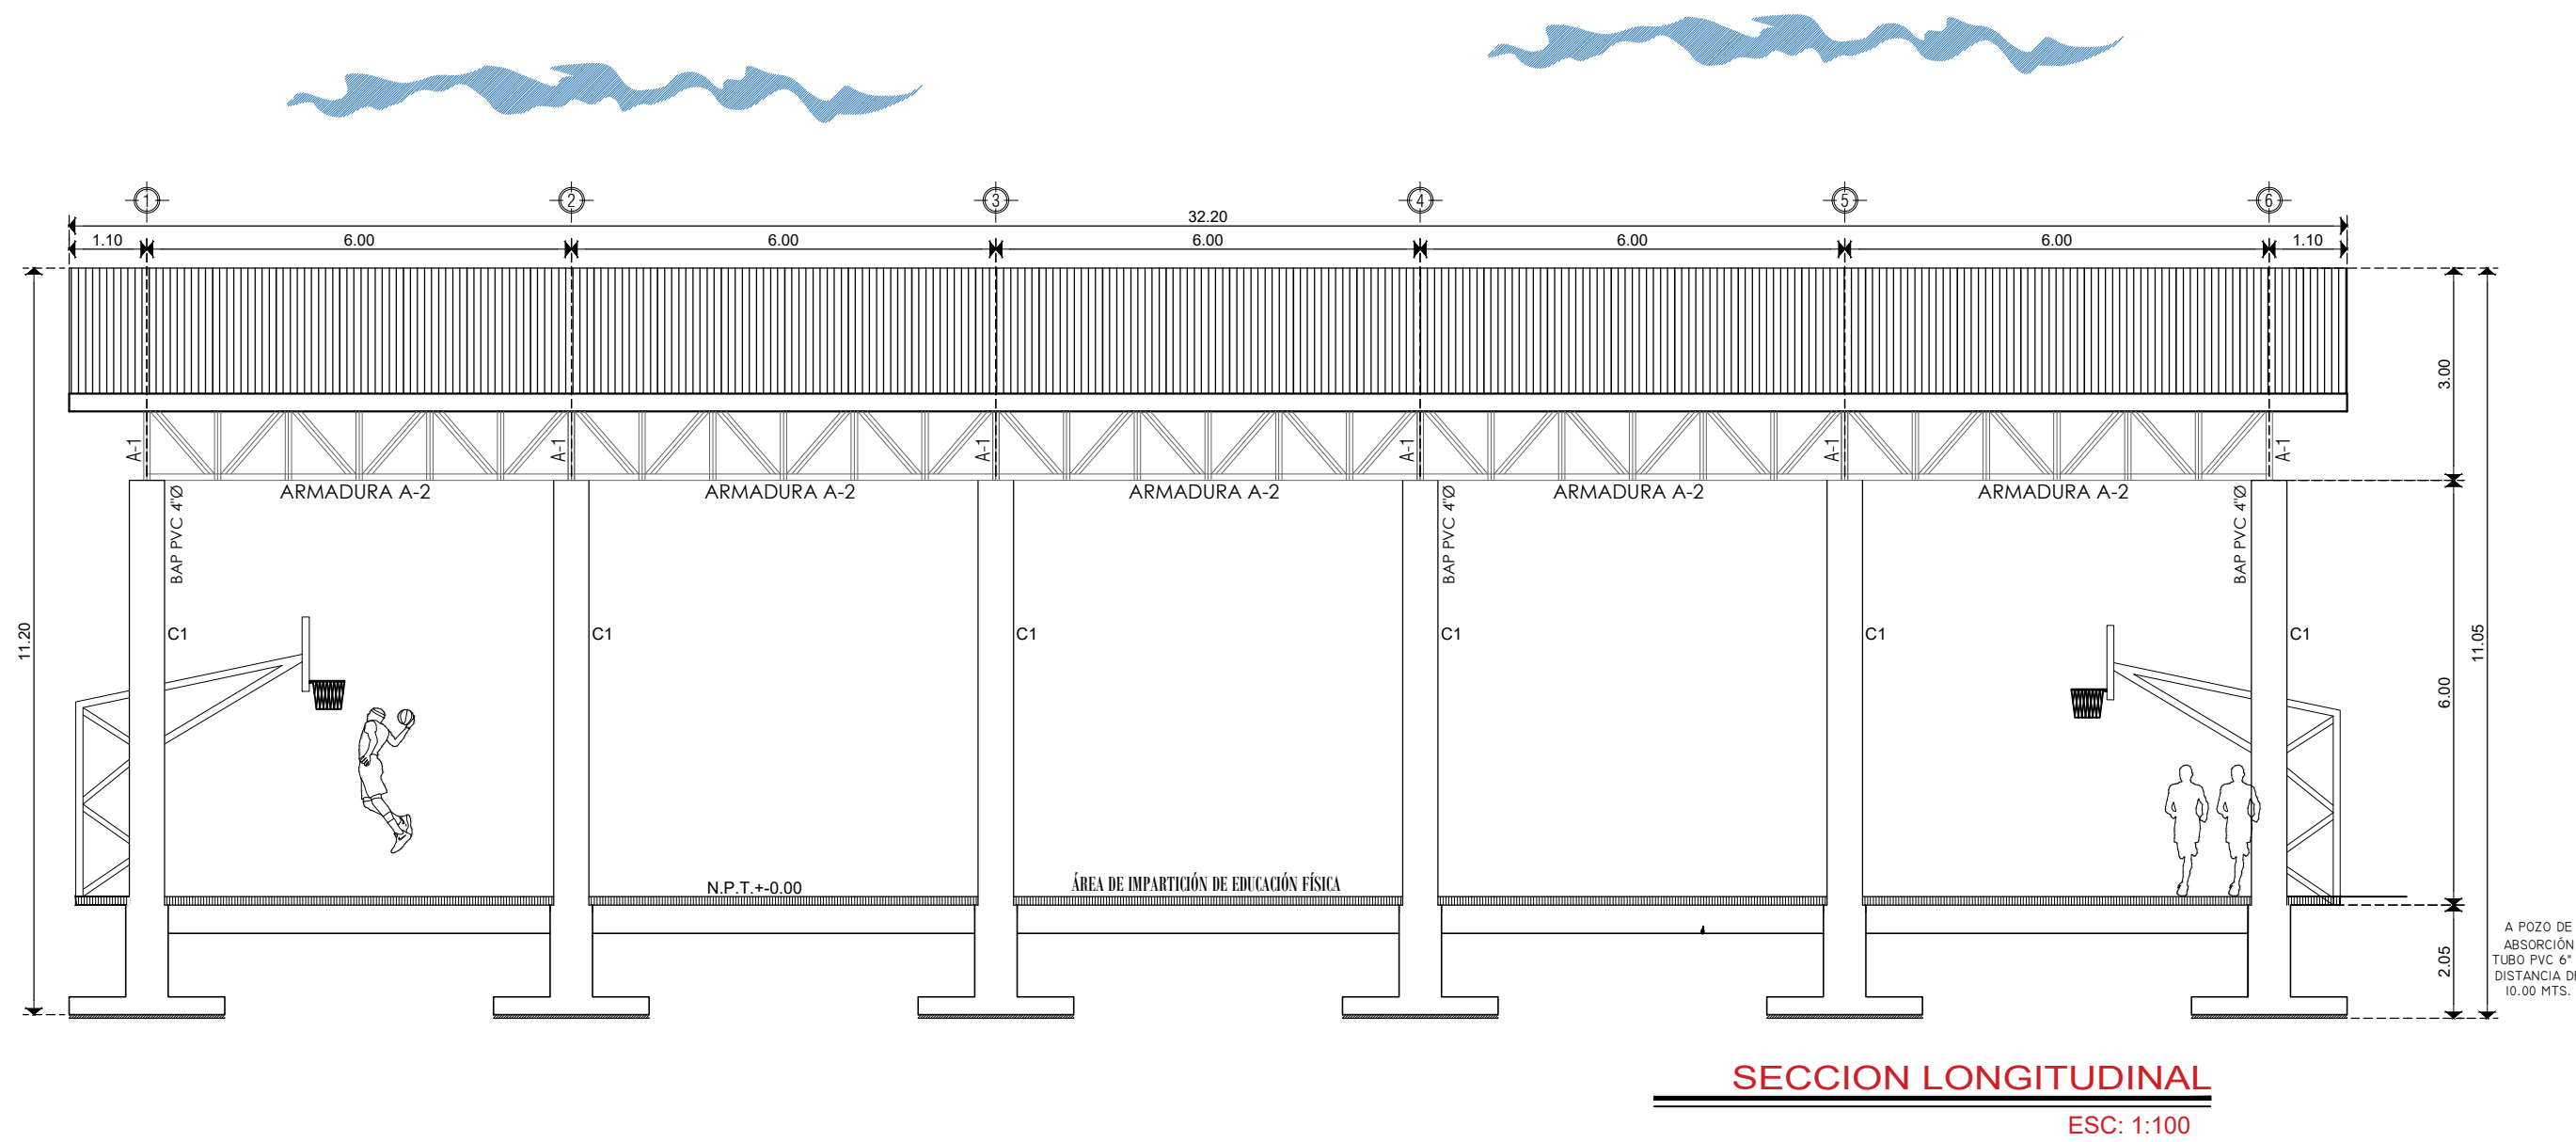 1 2 3 4 5 6
32.20
1.10 6.00 6.00 6.00 6.00 6.00 1.10
3.00
A-1 A-1 A-1 A-1 A-1 A-1
ARMADURA A-2 ARMADURA A-2 ARMADURA A-2 ARMADURA A-2 ARMADURA A-2
BAP PVC 4"Ø BAP PVC 4"Ø BAP PVC 4"Ø
C1 C1 C1 C1 C1 C1
11.20
11.05
6.00
N.P.T.+-0.00
ÁREA DE IMPARTICIÓN DE EDUCACIÓN FÍSICA
2.05
A POZO DE
ABSORCIÓN
TUBO PVC 6"
DISTANCIA DE
10.00 MTS.
SECCION LONGITUDINAL
ESC: 1:100